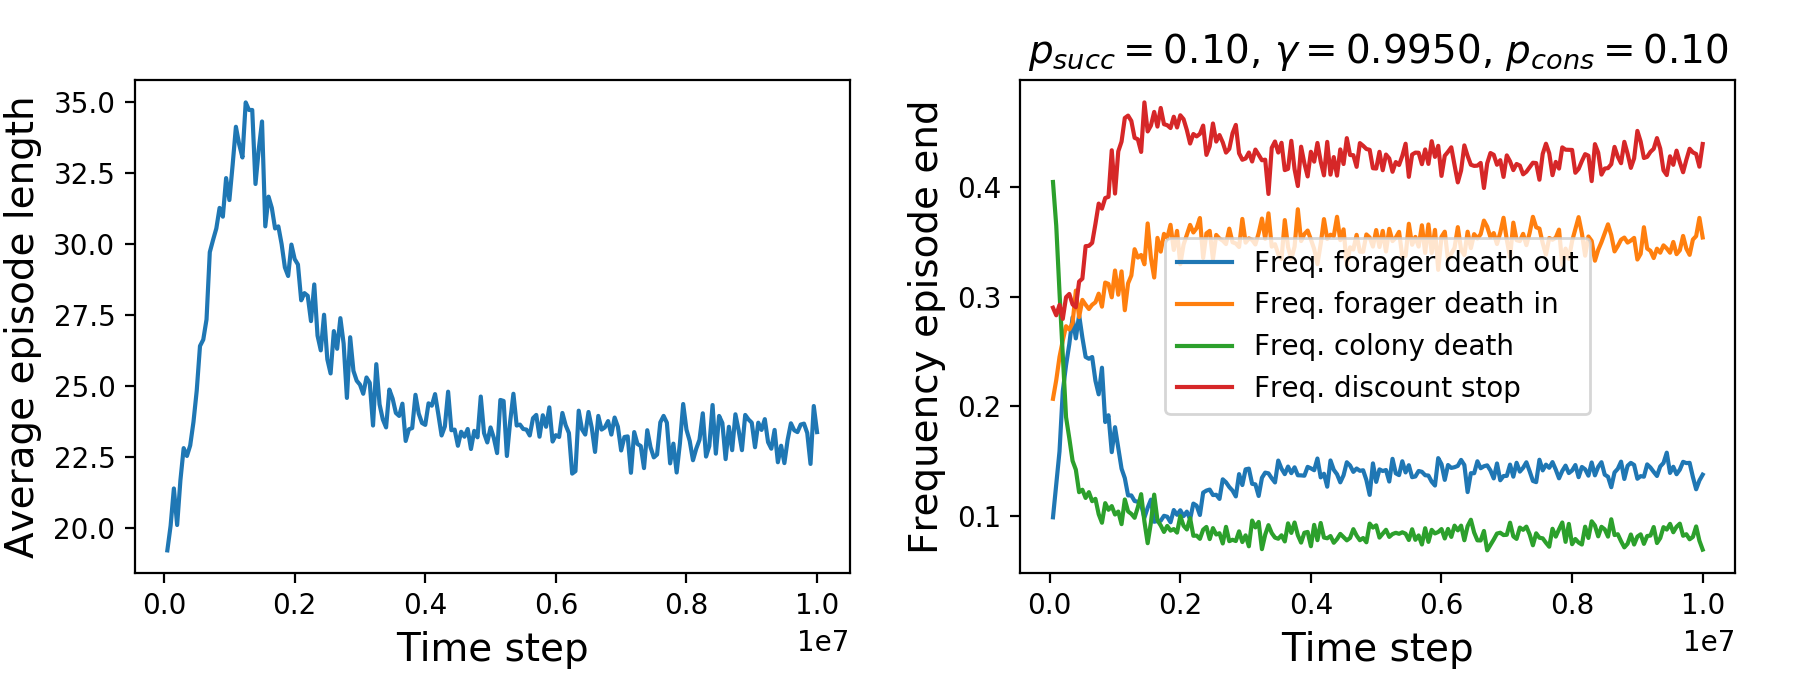 Average episode length
35.0
32.5
30.0
27.5
25.0
22.5
20.0
0.0 0.2 0.4 0.6 0.8 1.0
1e7
Time step
p_succ = 0.10, γ = 0.9950, p_cons = 0.10
Frequency episode end
0.4
0.3
0.2
0.1
Freq. forager death out
Freq. forager death in
Freq. colony death
Freq. discount stop
0.0 0.2 0.4 0.6 0.8 1.0
1e7
Time step